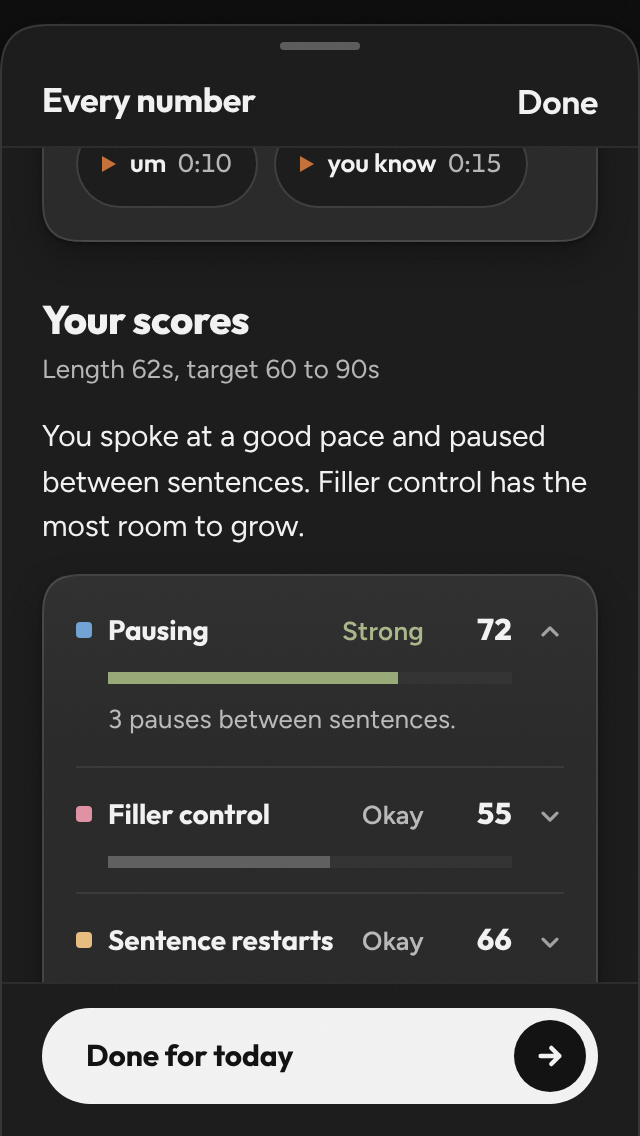 Every number
Done
um 0:10
you know 0:15
Your scores
Length 62s, target 60 to 90s
You spoke at a good pace and paused
between sentences. Filler control has the
most room to grow.
Pausing Strong 72
3 pauses between sentences.
Filler control Okay 55
Sentence restarts Okay 66
Done for today